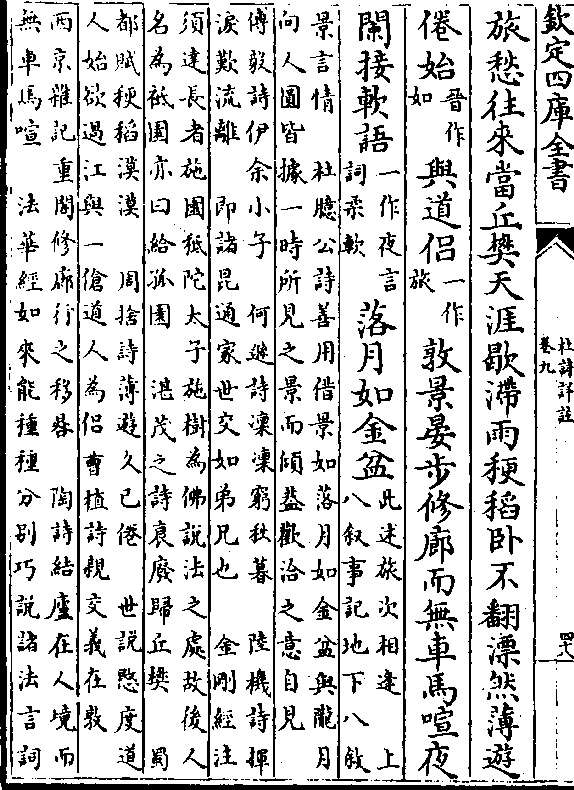 欽定四庫全書
杜詩詳註
卷九
四八
旅愁往來當丘樊天涯歇滯雨粳稻卧不翻漂然薄遊
倦始晉作如與道侶一作旅敦景晏步修廊而無車馬喧夜
闌接軟語一作夜言詞柔軟落月如金盆此述旅次相逢　上八叙事記地下八敘
景言情　杜臆公詩善用借景如落月如金盆與隴月
向人圓皆據一時所見之景而傾葢歡洽之意自見
傅毅詩伊余小子　何遜詩凜凜窮秋暮　陸機詩揮
淚歎流離　即諸昆通家世交如弟兄也　金剛經注
須達長者施園祇陀太子施樹為佛說法之處故後人
名為祇園亦曰給孤園　湛茂之詩衰廢歸丘樊　蜀
都賦粳稻漠漠　周捨詩薄遊久已倦　世說愍度道
人始欲過江與一傖道人為侶　曹植詩親交義在敦
西京雜記重閣修廊行之移晷　陶詩結廬在人境而
無車馬喧　法華經如來能種種分别巧説諸法言詞